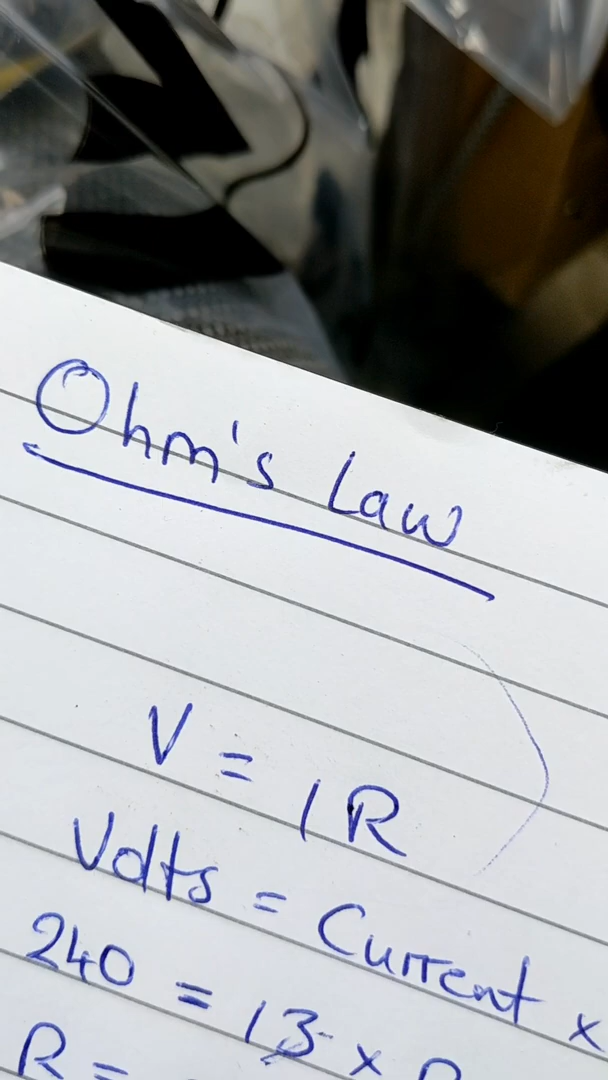 Ohm's Law
V = IR
Volts = Current x
240 = 13 x R
R =